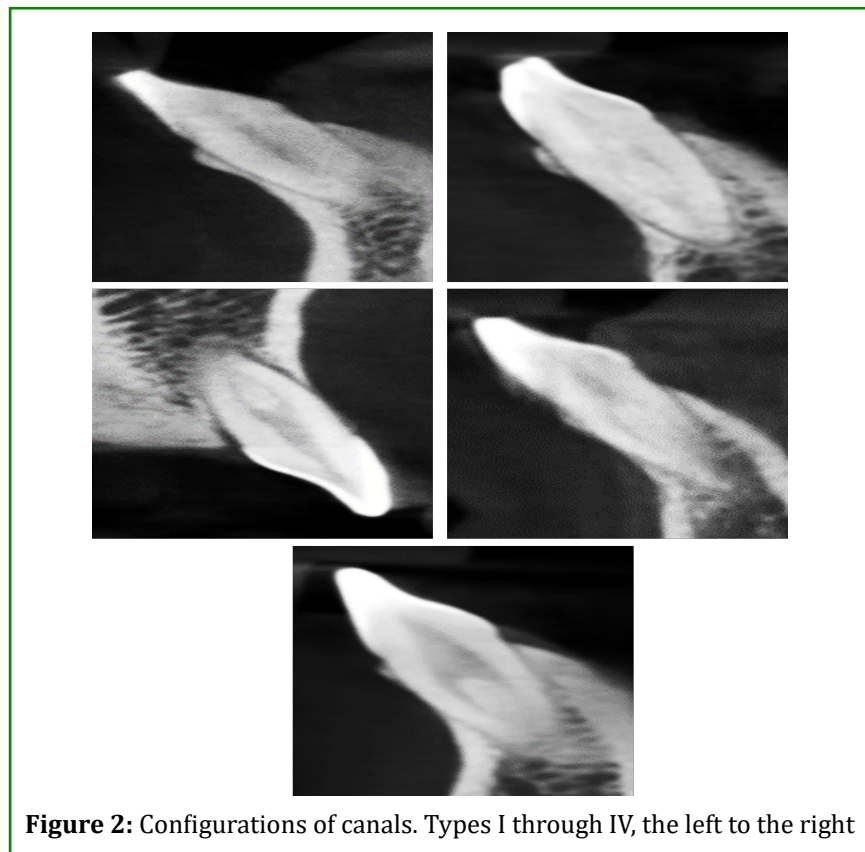 Figure 2: Configurations of canals. Types I through IV, the left to the right